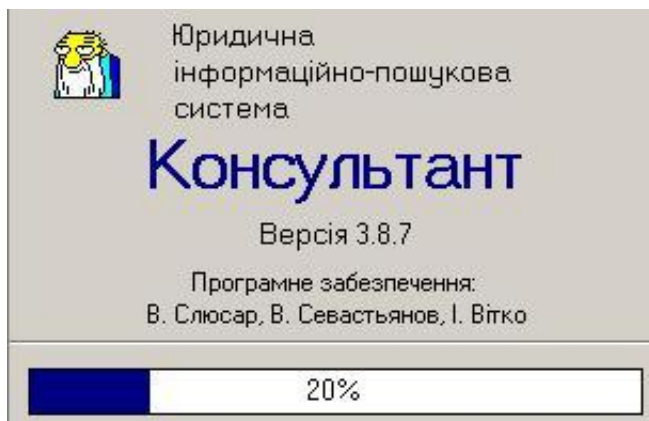 Юридична
інформаційно-пошукова
система
Консультант
Версія 3.8.7
Програмне забезпечення:
В. Слюсар, В. Севастьянов, І. Вітко
20%